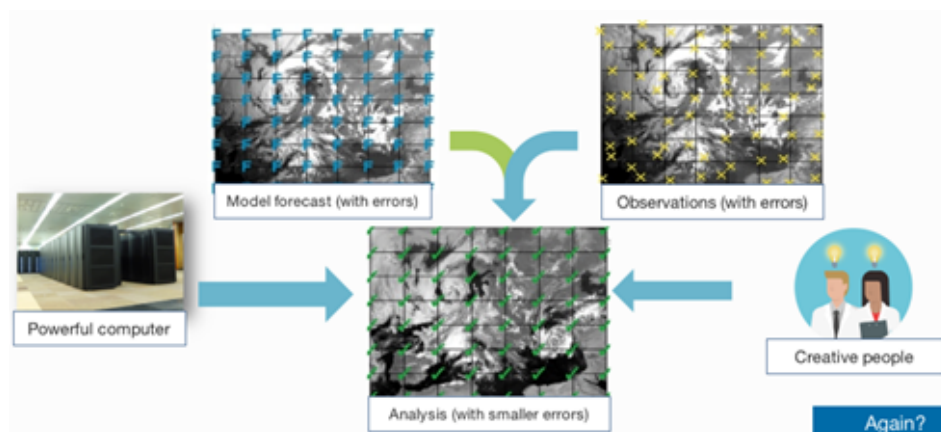 Model forecast (with errors)
Observations (with errors)
Powerful computer
Creative people
Analysis (with smaller errors)
Again?